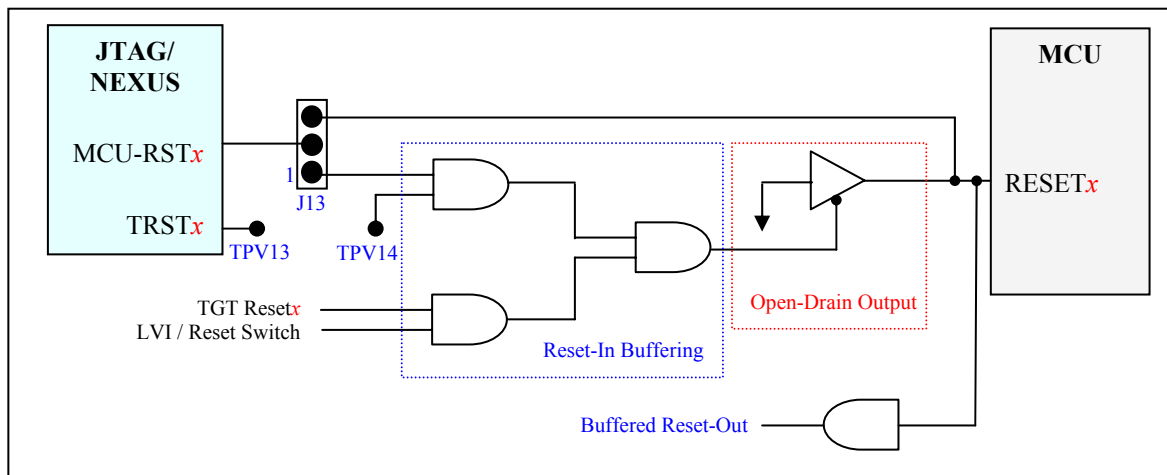 JTAG/
NEXUS
MCU-RSTx
TRSTx
TPV13
1
J13
TPV14
TGT Resetx
LVI / Reset Switch
Reset-In Buffering
Open-Drain Output
MCU
RESETx
Buffered Reset-Out